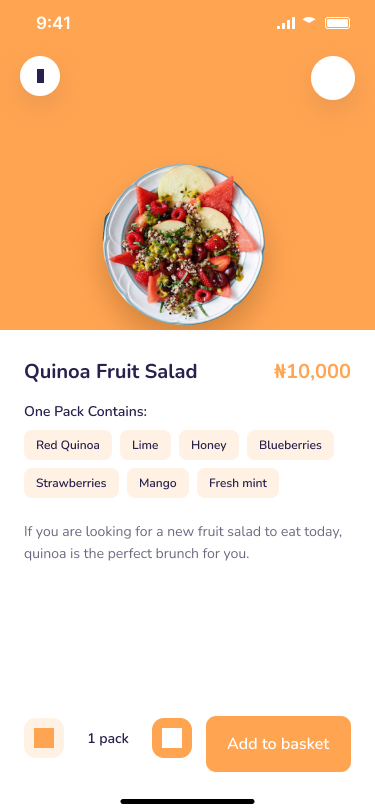 9:41
Quinoa Fruit Salad ₦10,000
One Pack Contains:
Red Quinoa Lime Honey Blueberries
Strawberries Mango Fresh mint
If you are looking for a new fruit salad to eat today,
quinoa is the perfect brunch for you.
1 pack Add to basket